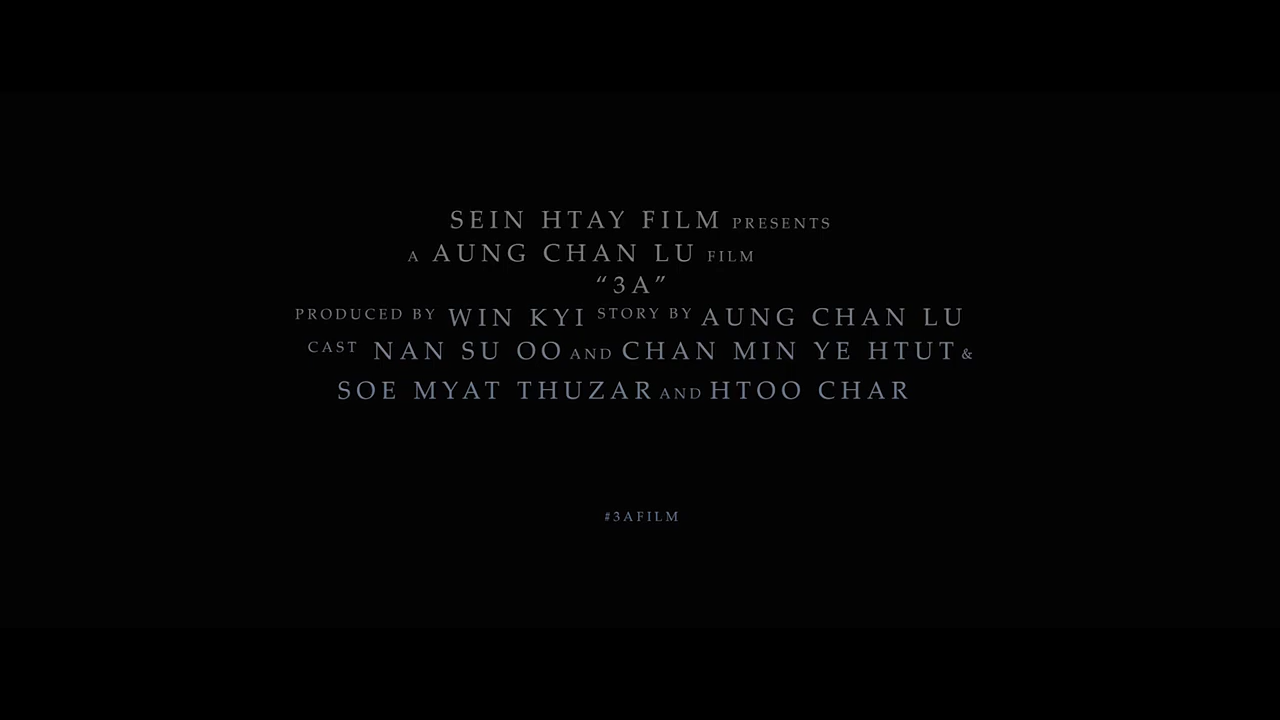 SEIN HTAY FILM PRESENTS
A AUNG CHAN LU FILM
“3A”
PRODUCED BY WIN KYI STORY BY AUNG CHAN LU
CAST NAN SU OO AND CHAN MIN YE HTUT &
SOE MYAT THUZAR AND HTOO CHAR
#3AFILM